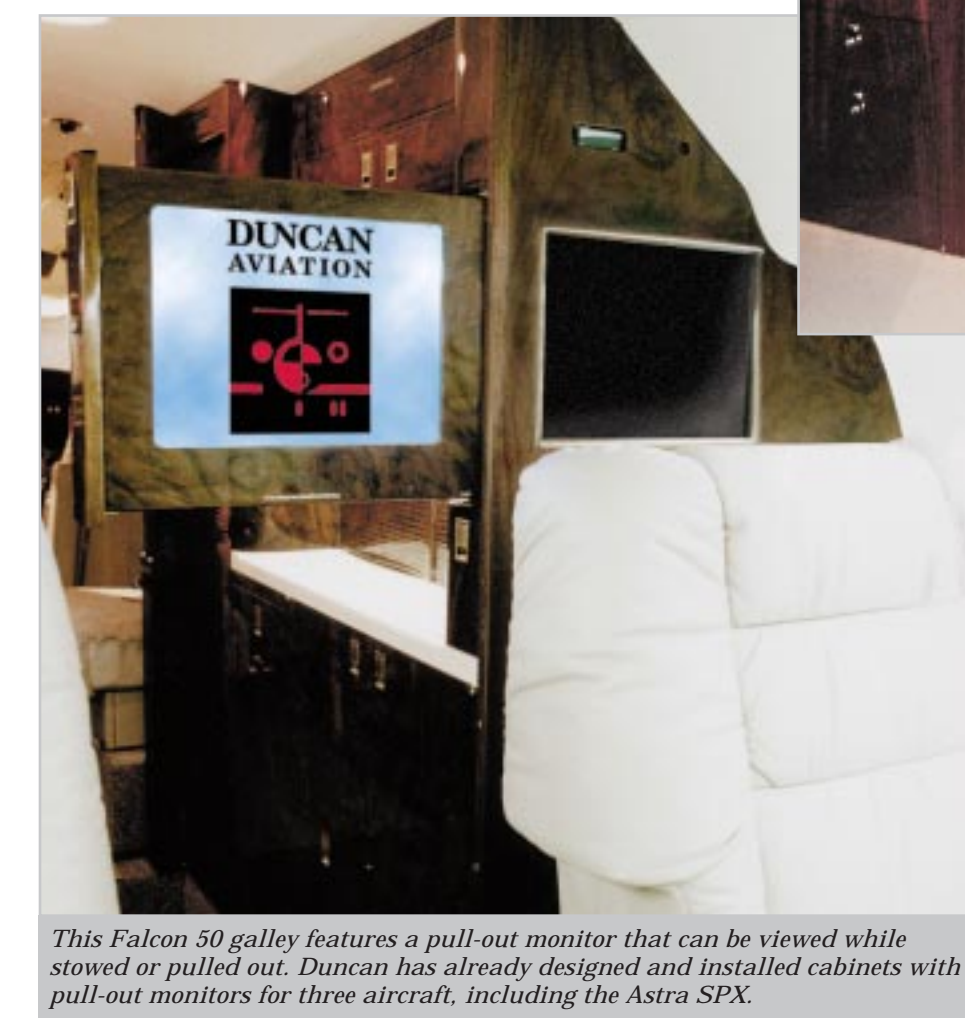 DUNCAN
AVIATION
This Falcon 50 galley features a pull-out monitor that can be viewed while
stowed or pulled out. Duncan has already designed and installed cabinets with
pull-out monitors for three aircraft, including the Astra SPX.